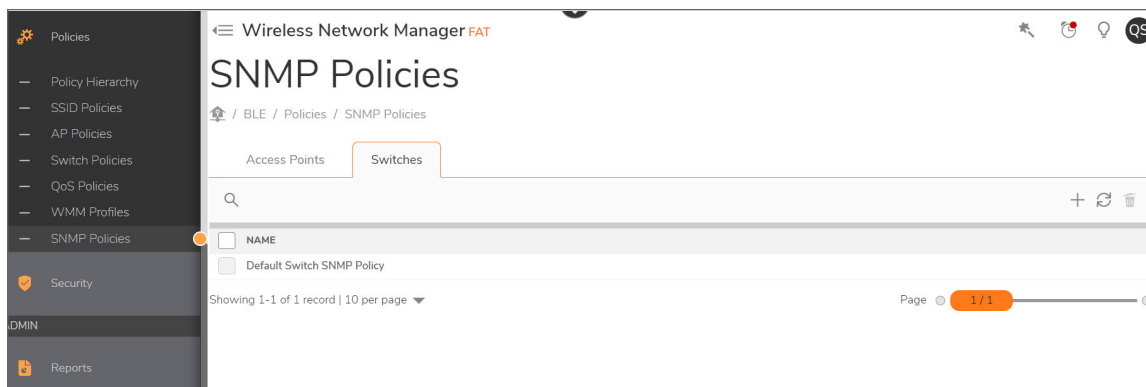 Policies
Policy Hierarchy
SSID Policies
AP Policies
Switch Policies
QoS Policies
WMM Profiles
SNMP Policies
Security
ADMIN
Reports
Wireless Network Manager FAT
QS
SNMP Policies
/ BLE / Policies / SNMP Policies
Access Points Switches
NAME
Default Switch SNMP Policy
Showing 1-1 of 1 record | 10 per page
Page 1 / 1